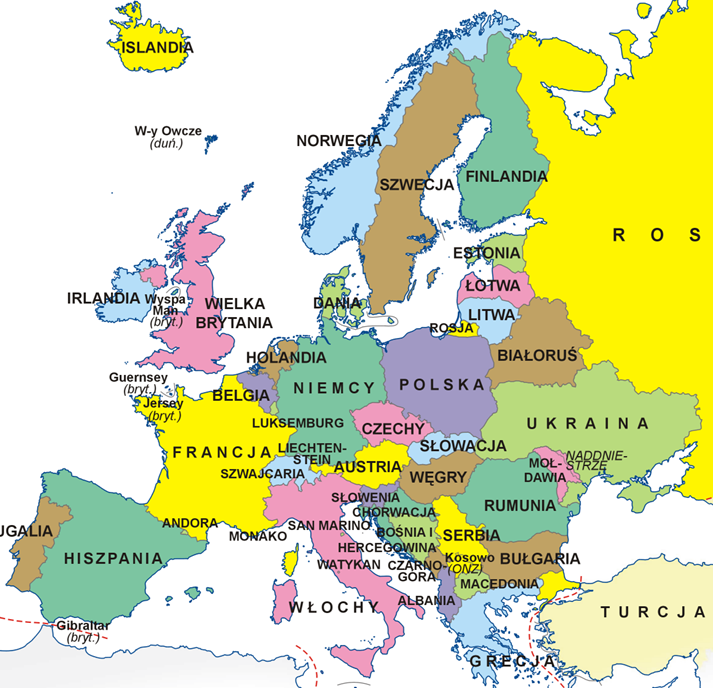 ISLANDIA
W-y Owcze
(duń.)
NORWEGIA
SZWECJA
FINLANDIA
R O S
ESTONIA
ŁOTWA
LITWA
ROSJA
IRLANDIA
Wyspa
Man
(bryt.)
WIELKA
BRYTANIA
DANIA
BIAŁORUŚ
HOLANDIA
Guernsey
(bryt.)
Jersey
(bryt.)
BELGIA
NIEMCY
POLSKA
LUKSEMBURG
CZECHY
UKRAINA
FRANCJA
LIECHTEN-
STEIN
SZWAJCARIA
AUSTRIA
SŁOWACJA
WĘGRY
MOŁ-
DAWIA
NADDNIE-
STRZE
SŁOWENIA
CHORWACJA
RUMUNIA
UGALIA
HISZPANIA
ANDORA
MONAKO
SAN MARINO
BOŚNIA I
HERCEGOWINA
SERBIA
WATYKAN
CZARNO-
GÓRA
Kosowo
(ONZ)
BUŁGARIA
MACEDONIA
ALBANIA
WŁOCHY
TURCJA
Gibraltar
(bryt.)
GRECJA